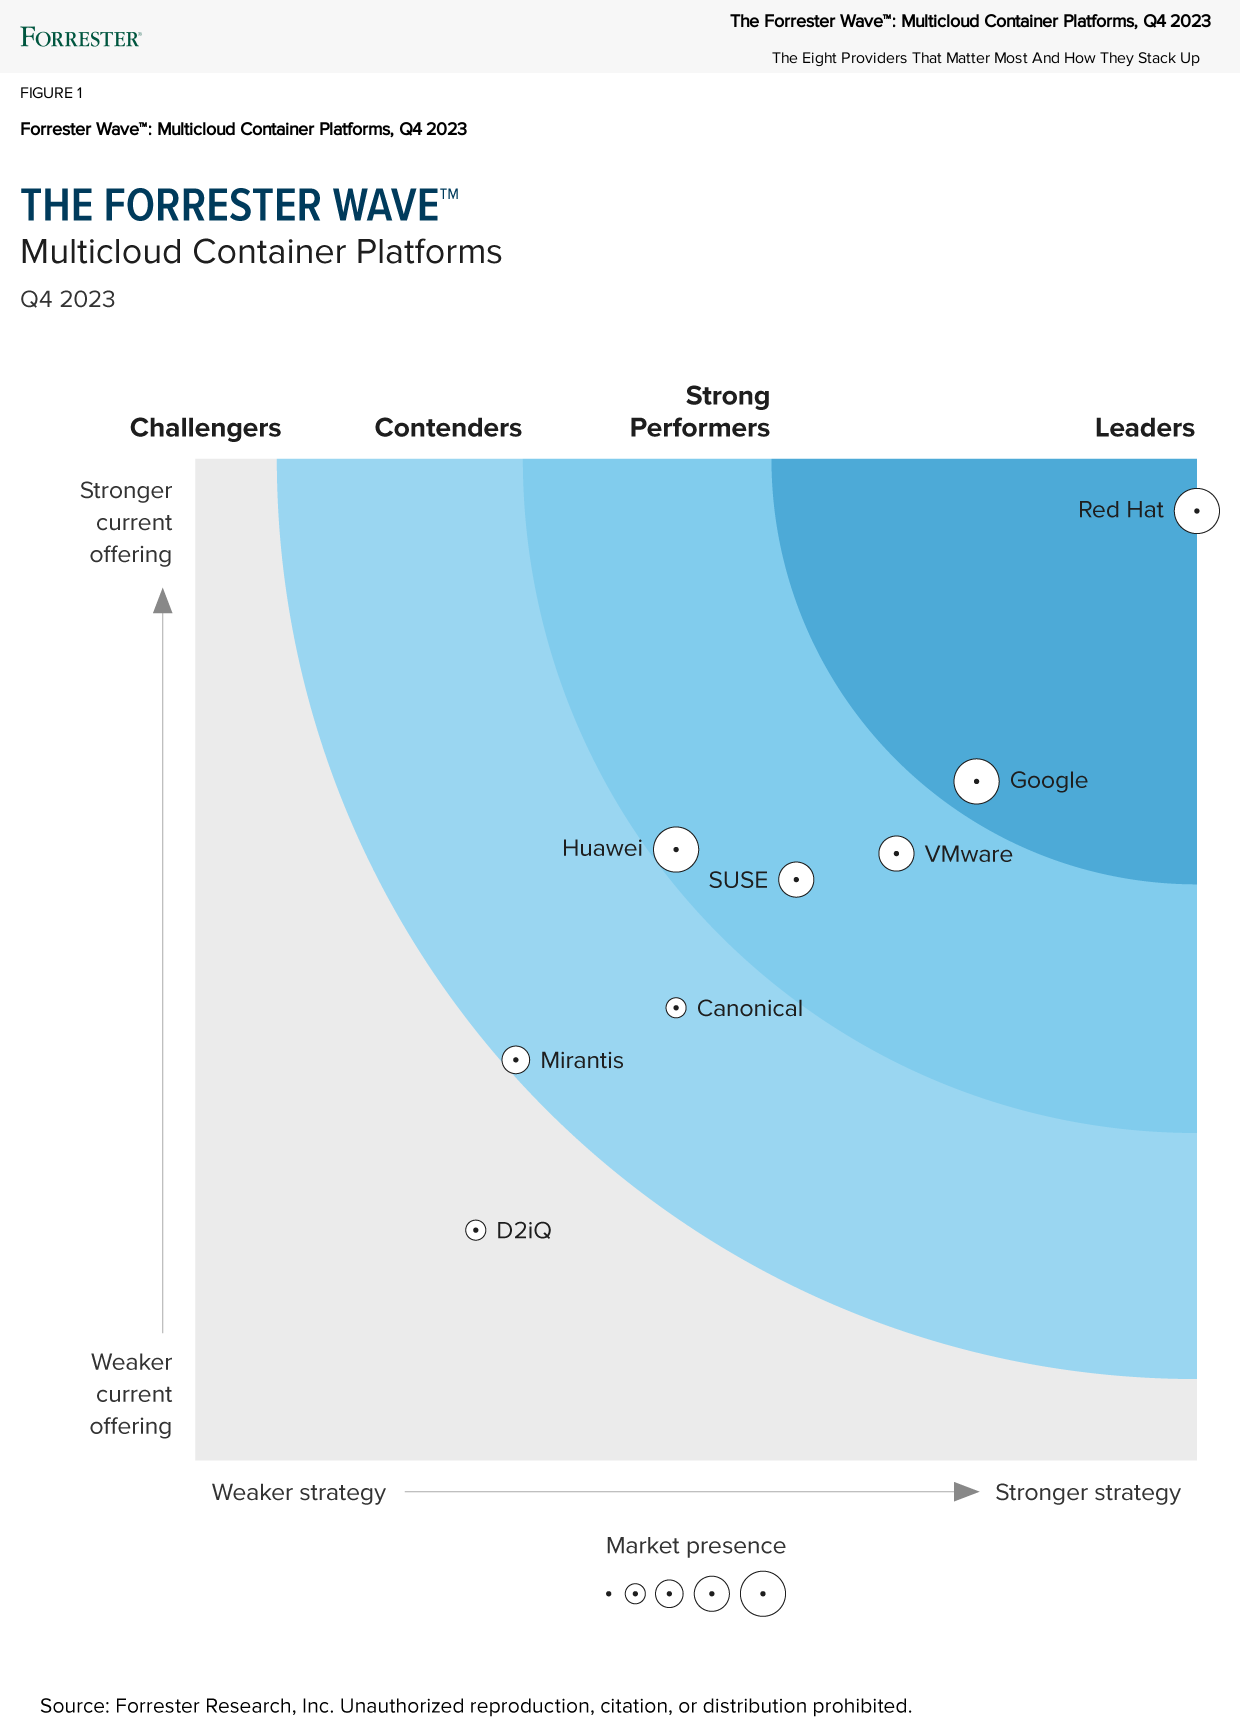 FORRESTER®
The Forrester Wave™: Multicloud Container Platforms, Q4 2023
The Eight Providers That Matter Most And How They Stack Up
FIGURE 1
Forrester Wave™: Multicloud Container Platforms, Q4 2023
THE FORRESTER WAVE™
Multicloud Container Platforms
Q4 2023
Challengers
Contenders
Strong
Performers
Leaders
Stronger
current
offering
Red Hat
Google
Huawei
VMware
SUSE
Canonical
Mirantis
D2iQ
Weaker
current
offering
Weaker strategy
Stronger strategy
Market presence
Source: Forrester Research, Inc. Unauthorized reproduction, citation, or distribution prohibited.